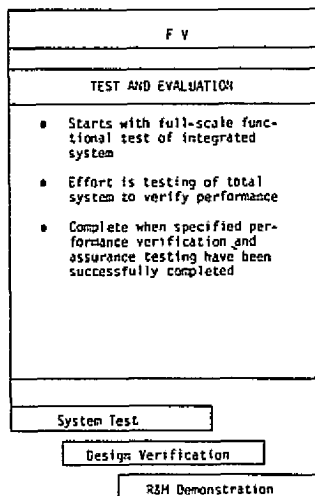 F V
TEST AND EVALUATION
• Starts with full-scale func-
tional test of integrated
system
• Effort is testing of total
system to verify performance
• Complete when specified per-
formance verification and
assurance testing have been
successfully completed
System Test
Design Verification
R&M Demonstration